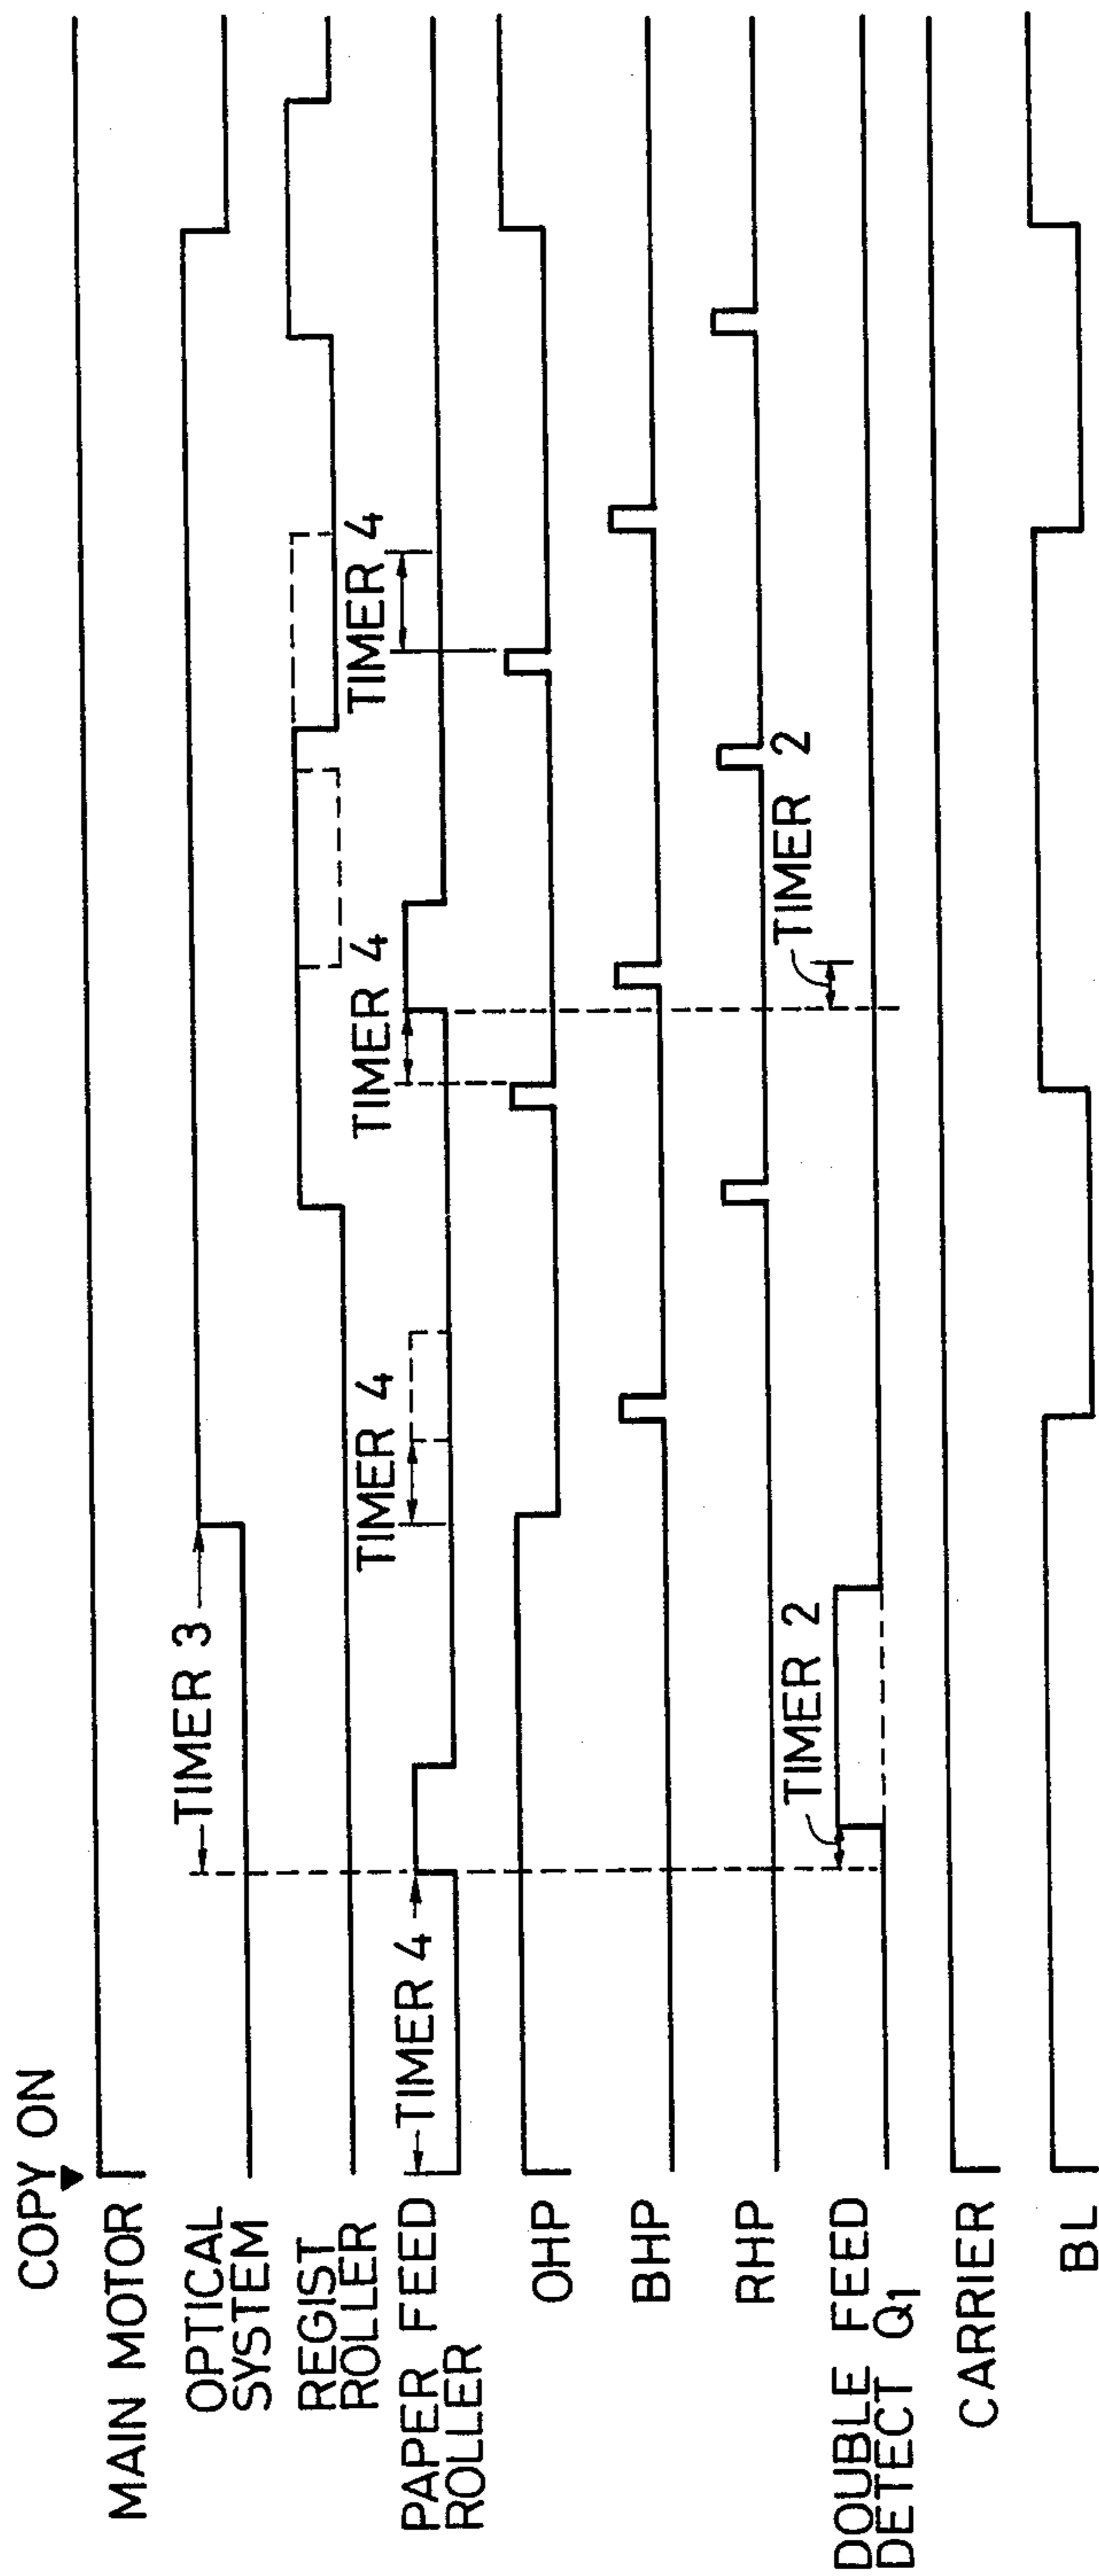 COPY ON
MAIN MOTOR
OPTICAL
SYSTEM
TIMER 3
REGIST
ROLLER
PAPER FEED
ROLLER
TIMER 4
TIMER 4
TIMER 4
TIMER 4
OHP
BHP
RHP
DOUBLE FEED
DETECT Q1
TIMER 2
TIMER 2
CARRIER
BL